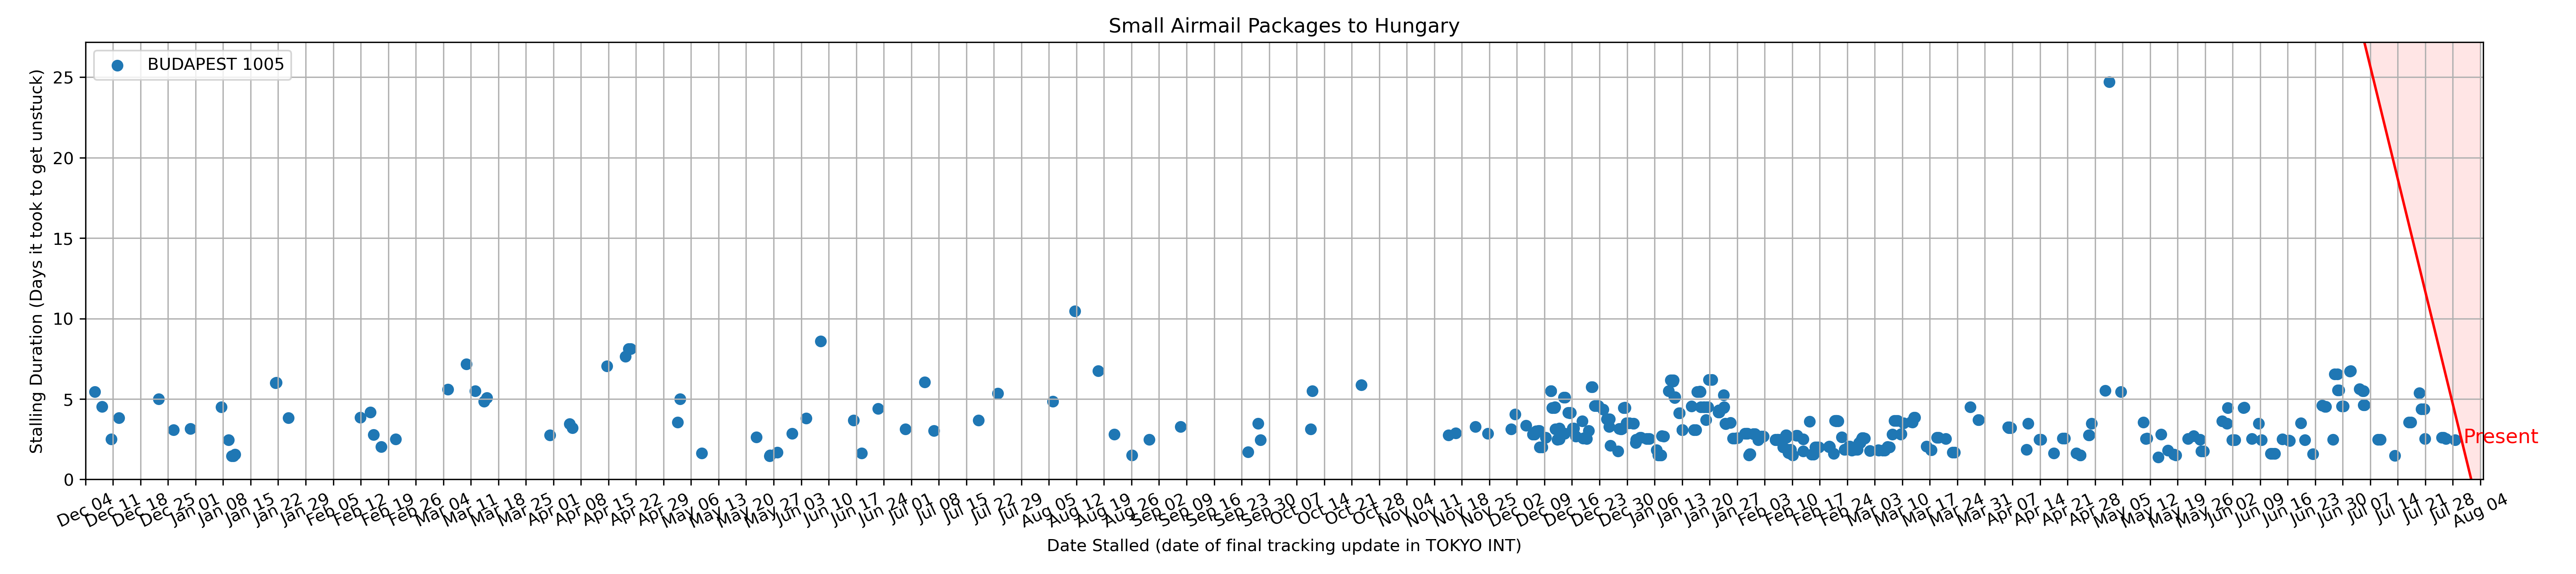 Small Airmail Packages to Hungary
BUDAPEST 1005
Stalling Duration (Days it took to get unstuck)
25
20
15
10
5
0
Present
Dec 04 Dec 11 Dec 18 Dec 25 Jan 01 Jan 08 Jan 15 Jan 22 Jan 29 Feb 05 Feb 12 Feb 19 Feb 26 Mar 04 Mar 11 Mar 18 Mar 25 Apr 01 Apr 08 Apr 15 Apr 22 Apr 29 May 06 May 13 May 20 May 27 Jun 03 Jun 10 Jun 17 Jun 24 Jul 01 Jul 08 Jul 15 Jul 22 Jul 29 Aug 05 Aug 12 Aug 19 Aug 26 Sep 02 Sep 09 Sep 16 Sep 23 Sep 30 Oct 07 Oct 14 Oct 21 Oct 28 Nov 04 Nov 11 Nov 18 Nov 25 Dec 02 Dec 09 Dec 16 Dec 23 Dec 30 Jan 06 Jan 13 Jan 20 Jan 27 Feb 03 Feb 10 Feb 17 Feb 24 Mar 03 Mar 10 Mar 17 Mar 24 Mar 31 Apr 07 Apr 14 Apr 21 Apr 28 May 05 May 12 May 19 May 26 Jun 02 Jun 09 Jun 16 Jun 23 Jun 30 Jul 07 Jul 14 Jul 21 Jul 28 Aug 04
Date Stalled (date of final tracking update in TOKYO INT)